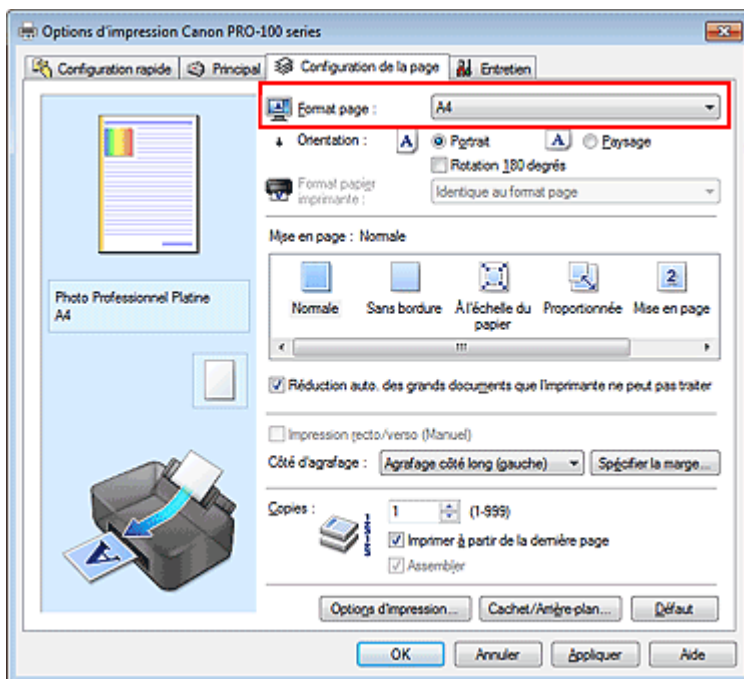 Options d'impression Canon PRO-100 series
Configuration rapide Principal Configuration de la page Entretien
Format page : A4
Orientation : A Portrait A Paysage
Rotation 180 degrés
Format papier imprimante : Identique au format page
Mise en page : Normale
Normale Sans bordure À l'échelle du papier Proportionnée Mise en page
2
Photo Professionnel Platine
A4
Réduction auto. des grands documents que l'imprimante ne peut pas traiter
Impression recto/verso (Manuel)
Côté d'agrafage : Agrafage côté long (gauche) Spécifier la marge...
Copies : 1 (1-999)
Imprimer à partir de la dernière page
Assembler
A
Options d'impression... Cachet/Arrière-plan... Défaut
OK Annuler Appliquer Aide